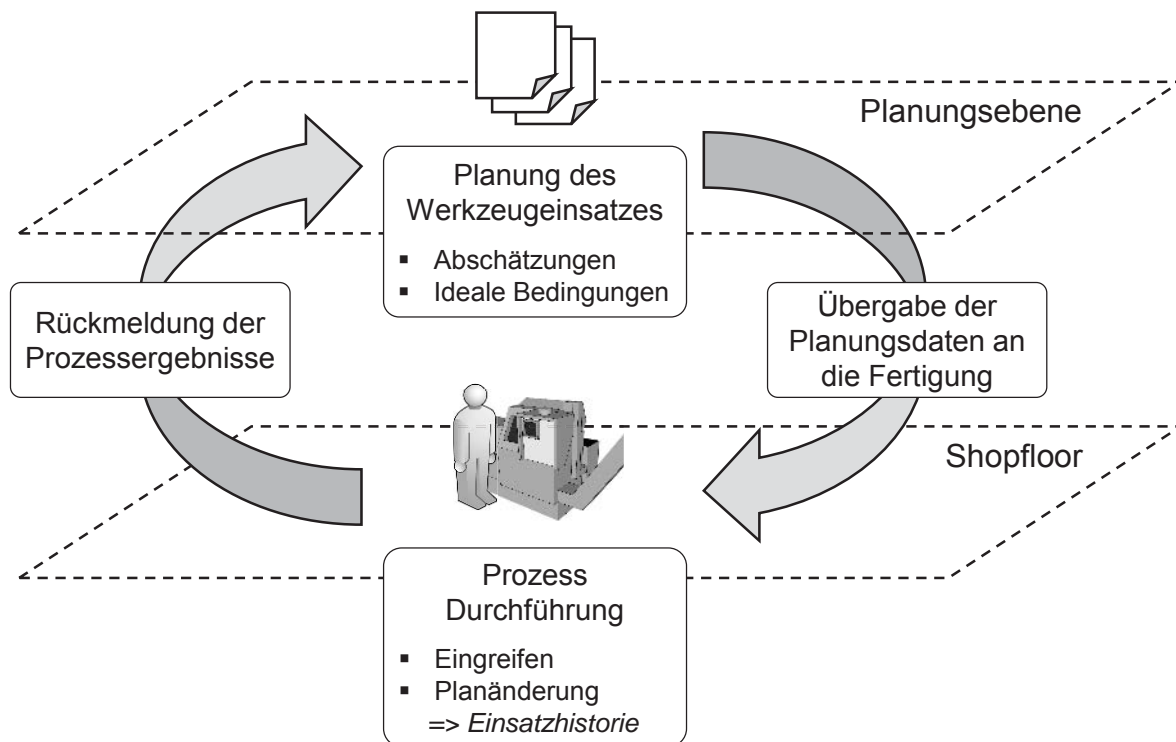 Planungsebene
Planung des
Werkzeugeinsatzes
▪ Abschätzungen
▪ Ideale Bedingungen
Rückmeldung der
Prozessergebnisse
Übergabe der
Planungsdaten an
die Fertigung
Shopfloor
Prozess
Durchführung
▪ Eingreifen
▪ Planänderung
=> Einsatzhistorie